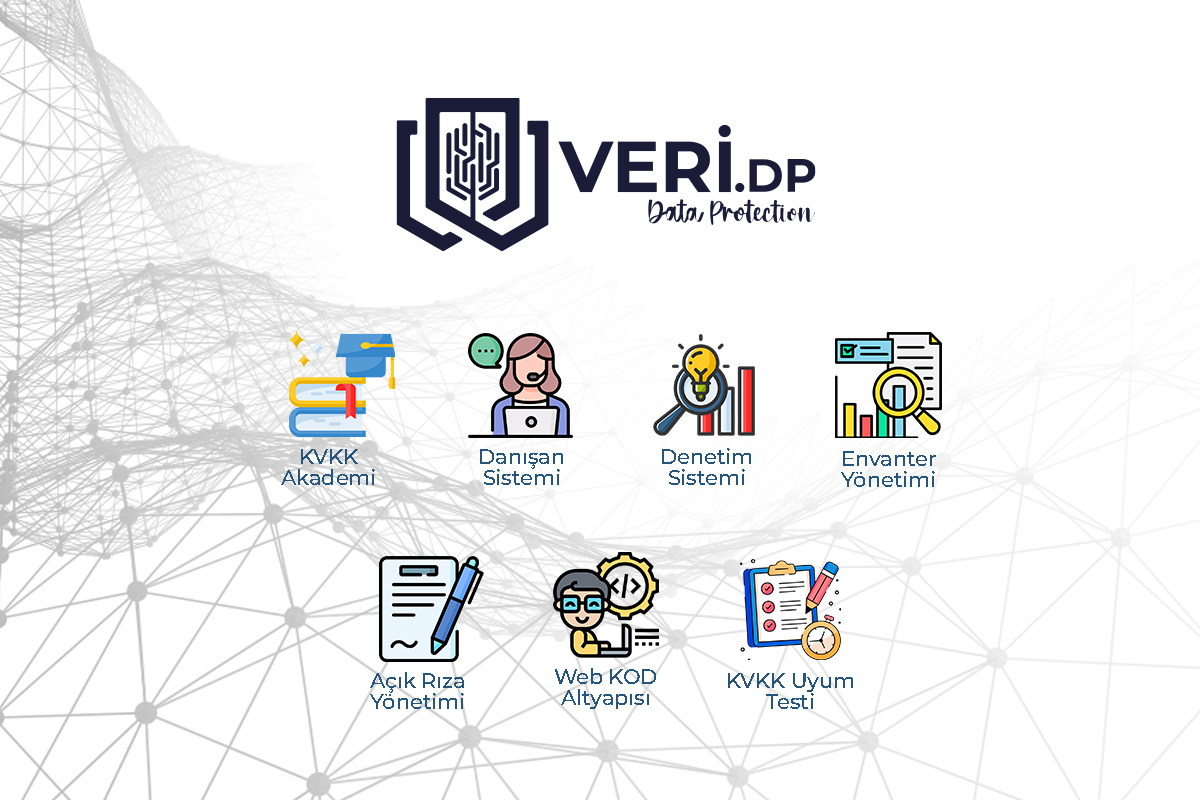 VERİ.DP
Data Protection
KVKK
Akademi
Danışan
Sistemi
Denetim
Sistemi
Envanter
Yönetimi
Açık Rıza
Yönetimi
Web KOD
Altyapısı
KVKK Uyum
Testi